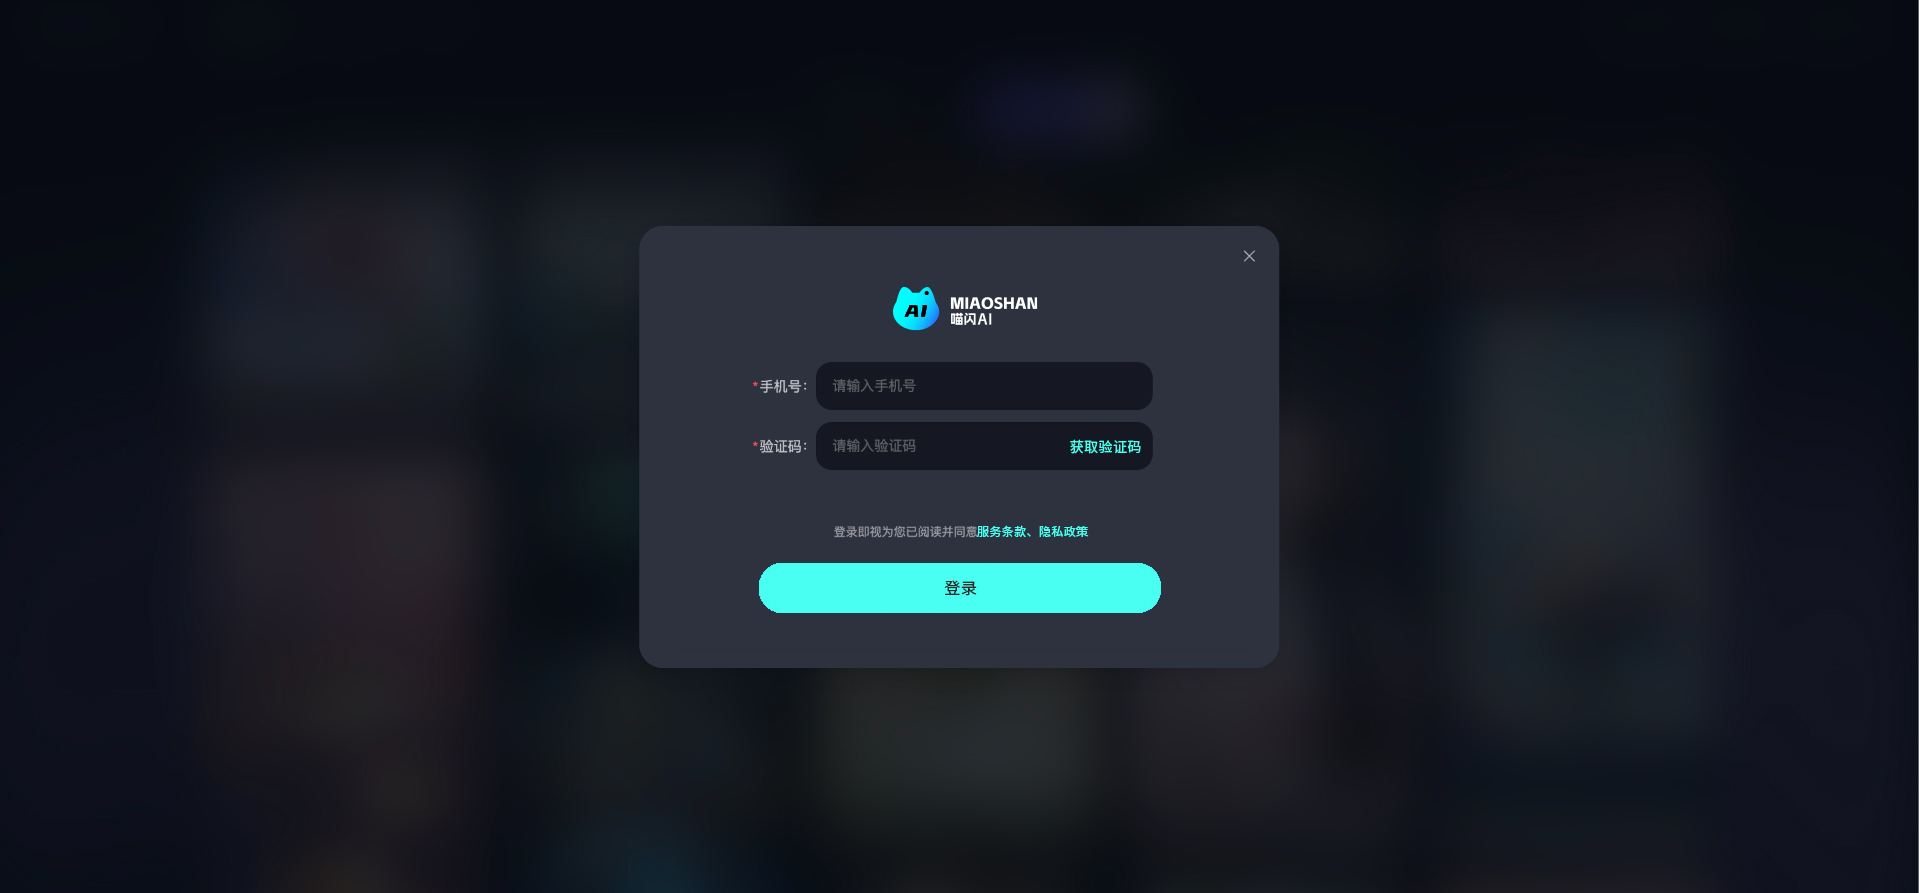 AI
MIAOSHAN
喵闪AI
*手机号:
请输入手机号
*验证码:
请输入验证码
获取验证码
登录即视为您已阅读并同意服务条款、隐私政策
登录